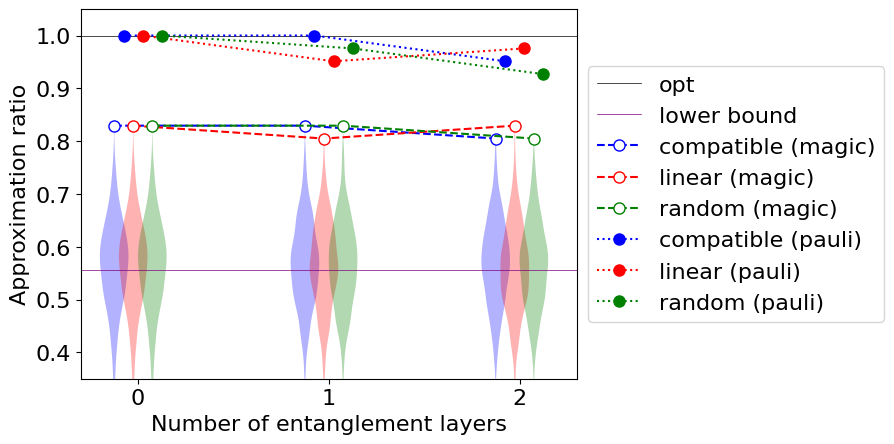 1.0
0.9
0.8
0.7
0.6
0.5
0.4
Approximation ratio
0 1 2
Number of entanglement layers
opt
lower bound
compatible (magic)
linear (magic)
random (magic)
compatible (pauli)
linear (pauli)
random (pauli)